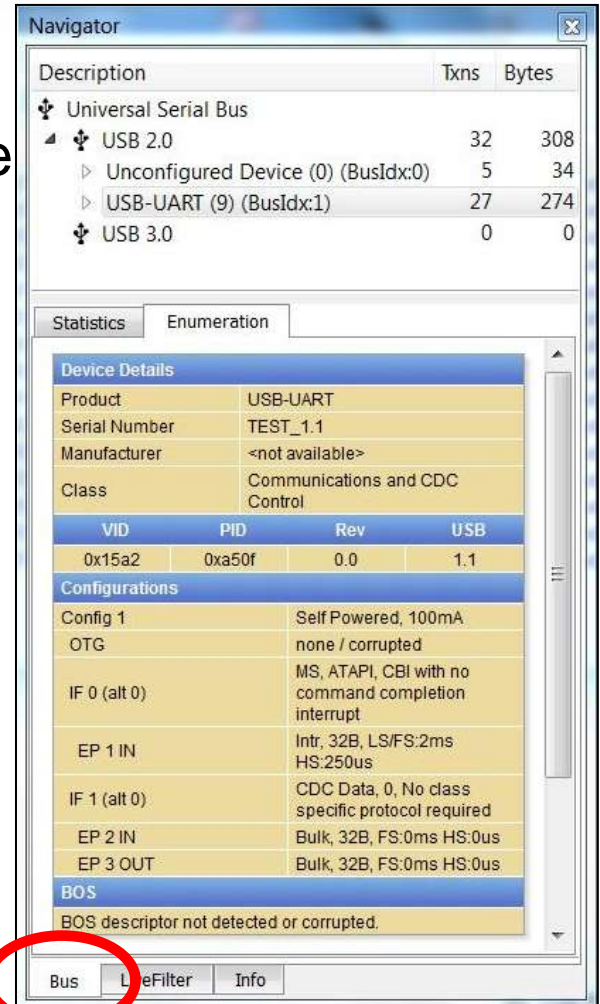 Navigator
Description Txns Bytes
Universal Serial Bus
USB 2.0 32 308
Unconfigured Device (0) (BusIdx:0) 5 34
USB-UART (9) (BusIdx:1) 27 274
USB 3.0 0 0
e
Statistics Enumeration
Device Details
Product USB-UART
Serial Number TEST_1.1
Manufacturer <not available>
Class Communications and CDC
Control
VID PID Rev USB
0x15a2 0xa50f 0.0 1.1
Configurations
Config 1 Self Powered, 100mA
OTG none / corrupted
IF 0 (alt 0) MS, ATAPI, CBI with no
command completion
interrupt
EP 1 IN Intr, 32B, LS/FS:2ms
HS:250us
IF 1 (alt 0) CDC Data, 0, No class
specific protocol required
EP 2 IN Bulk, 32B, FS:0ms HS:0us
EP 3 OUT Bulk, 32B, FS:0ms HS:0us
BOS
BOS descriptor not detected or corrupted.
Bus LiveFilter Info